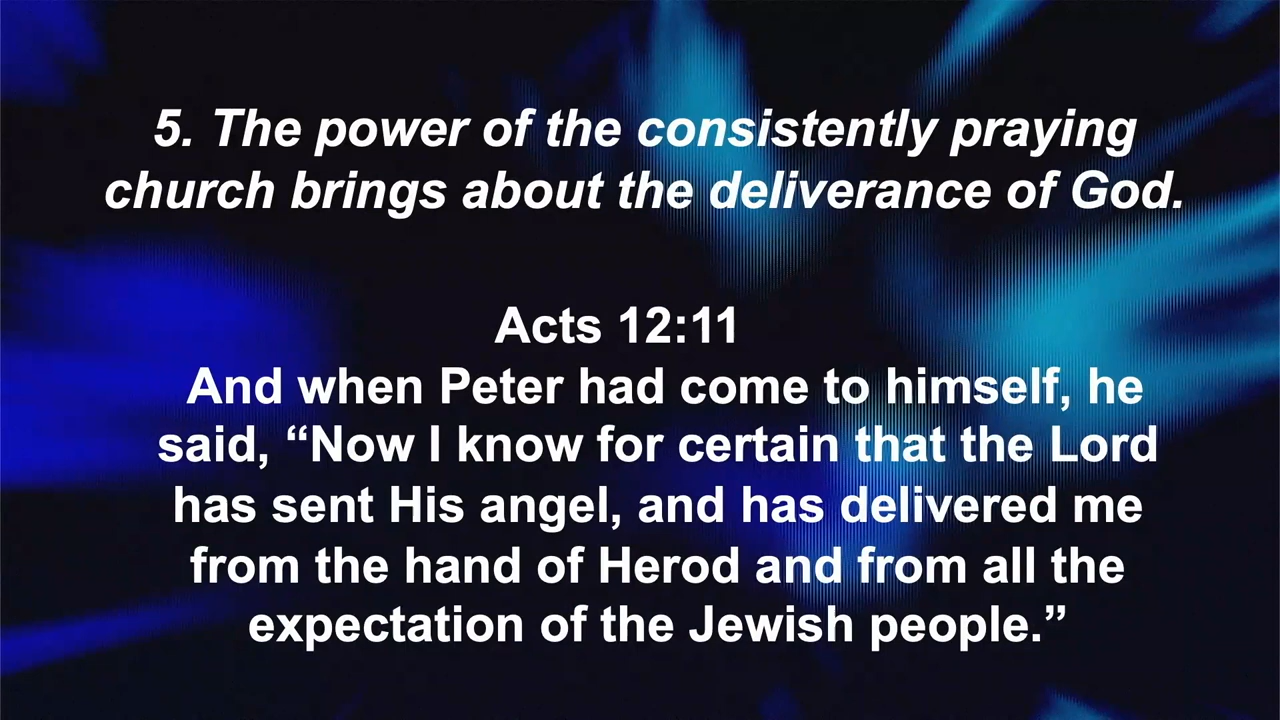 5. The power of the consistently praying
church brings about the deliverance of God.
Acts 12:11
And when Peter had come to himself, he
said, “Now I know for certain that the Lord
has sent His angel, and has delivered me
from the hand of Herod and from all the
expectation of the Jewish people.”